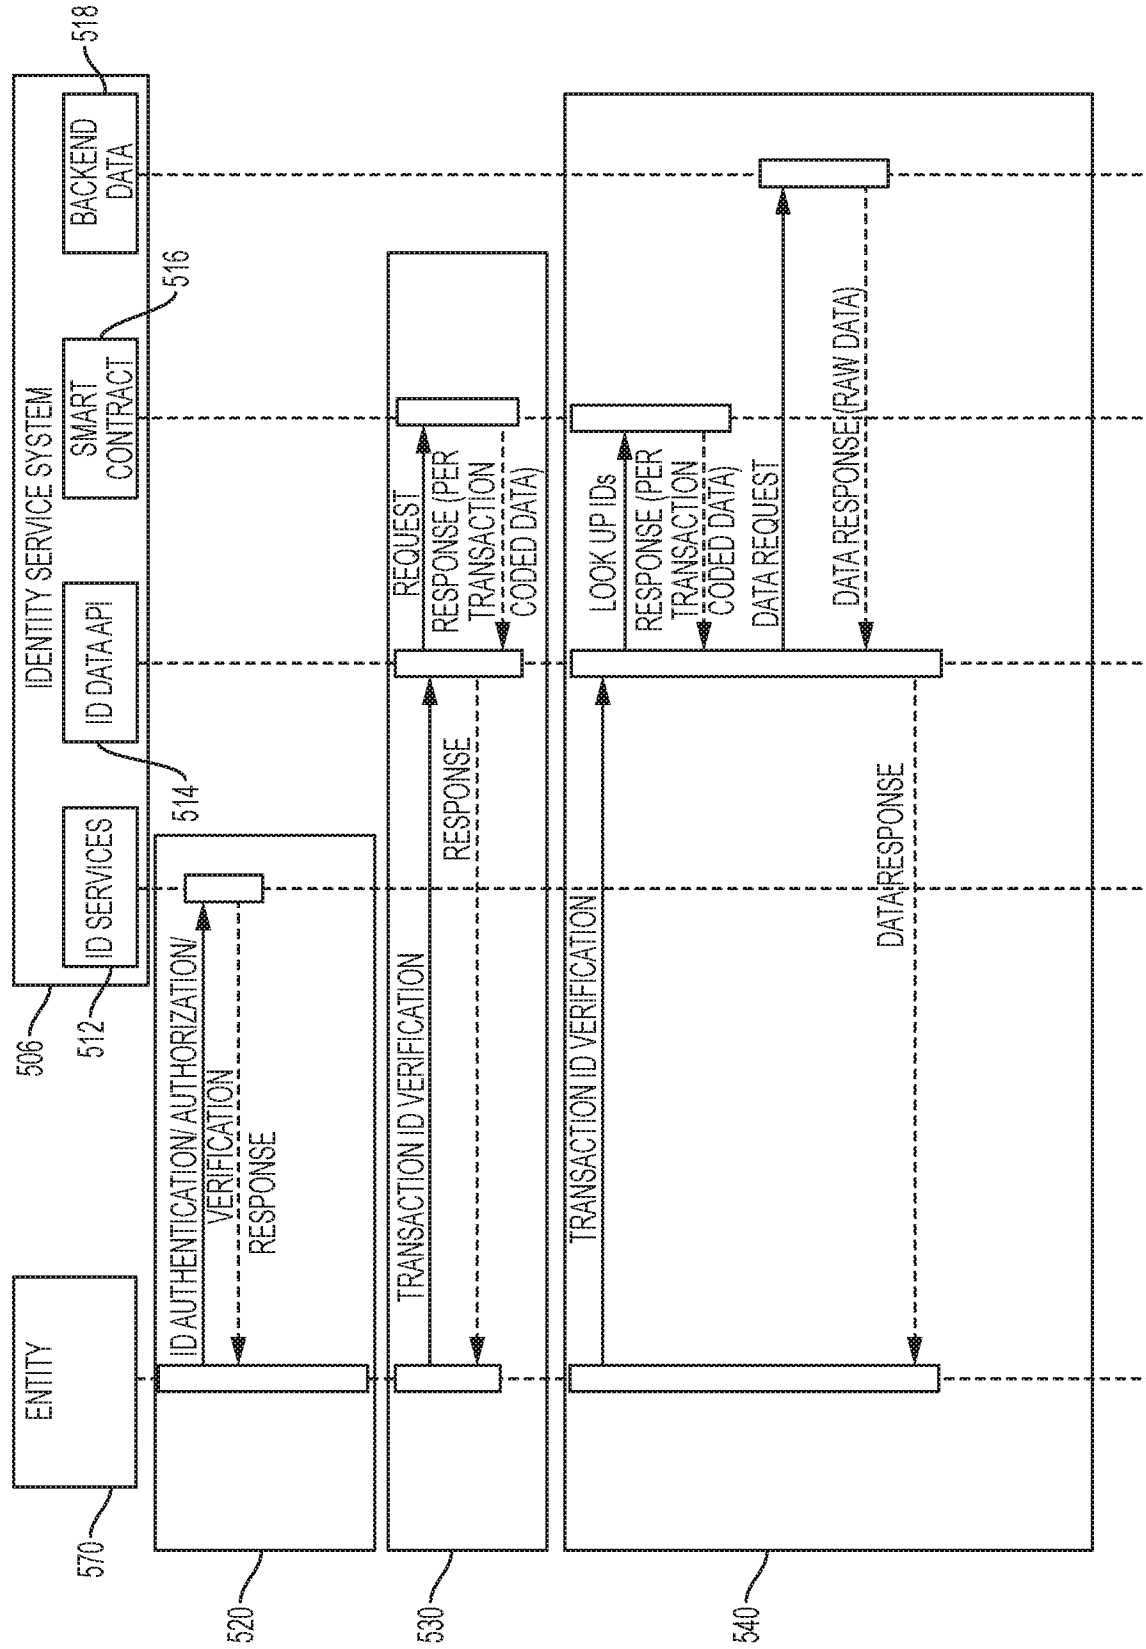 IDENTITY SERVICE SYSTEM
ENTITY
ID SERVICES
ID DATA API
SMART
CONTRACT
BACKEND
DATA
570
506
512
514
516
518
520
ID AUTHENTICATION/ AUTHORIZATION/
VERIFICATION
RESPONSE
530
TRANSACTION ID VERIFICATION
RESPONSE
REQUEST
RESPONSE (PER
TRANSACTION
CODED DATA)
540
TRANSACTION ID VERIFICATION
LOOK UP IDs
RESPONSE (PER
TRANSACTION
CODED DATA)
DATA REQUEST
DATA RESPONSE (RAW DATA)
DATA RESPONSE